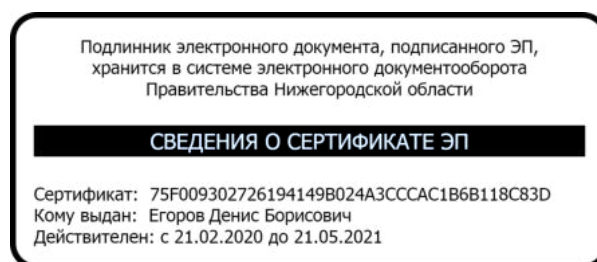 Подлинник электронного документа, подписанного ЭП,
хранится в системе электронного документооборота
Правительства Нижегородской области
СВЕДЕНИЯ О СЕРТИФИКАТЕ ЭП
Сертификат: 75F009302726194149B024A3CCCAC1B6B118C83D
Кому выдан: Егоров Денис Борисович
Действителен: с 21.02.2020 до 21.05.2021